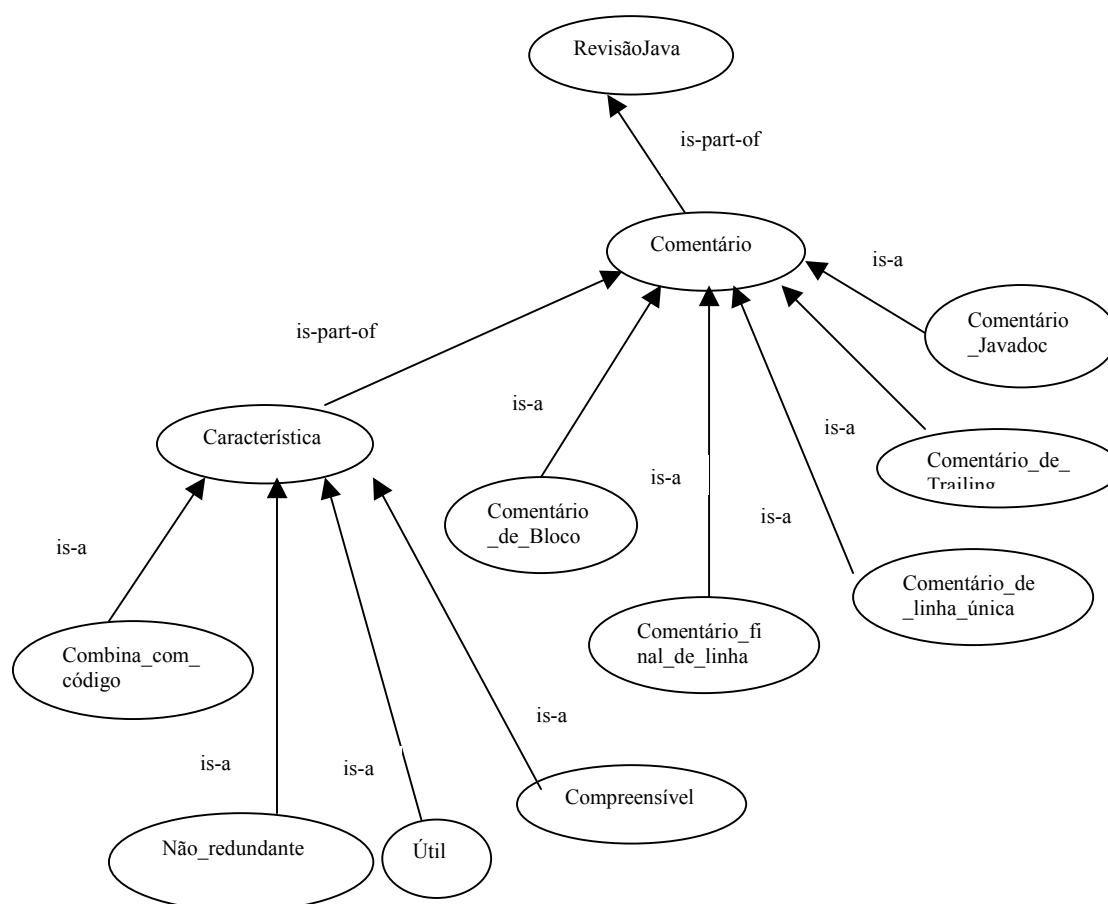 RevisãoJava
is-part-of
Comentário
is-a
Comentário
_Javadoc
is-part-of
is-a
is-a
Característica
Comentário_de_
Trailing
is-a
Comentário
_de_Bloco
is-a
is-a
Comentário_de
_linha_única
Comentário_fi
nal_de_linha
Combina_com_
código
is-a
is-a
is-a
Compreensível
Não_redundante
Útil